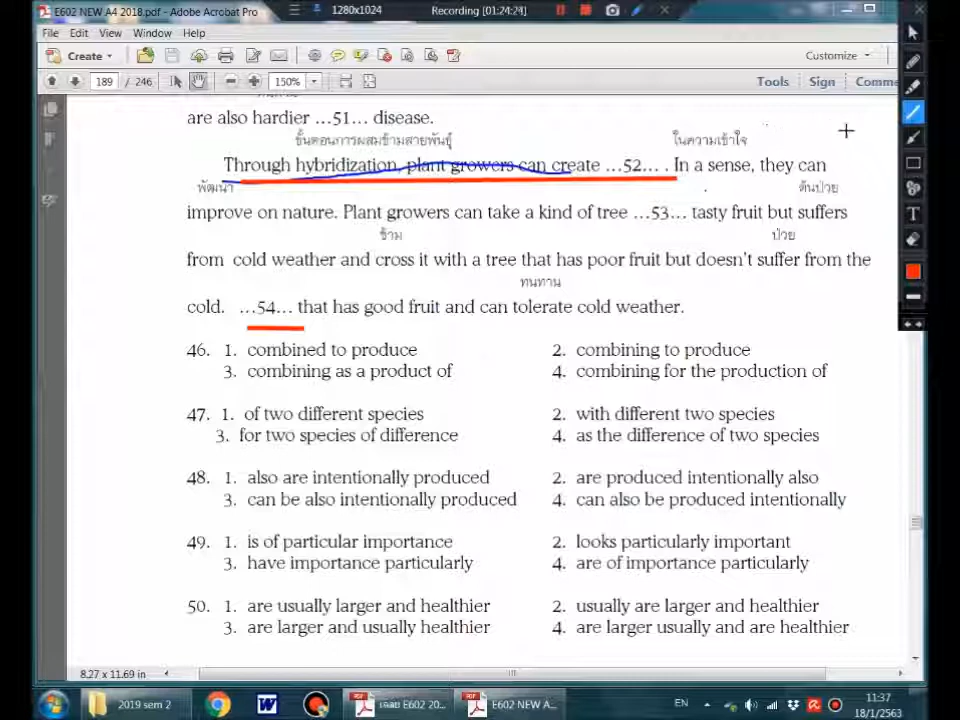 E602 NEW A4 2018.pdf - Adobe Acrobat Pro
1280x1024
Recording [01:24:24]
File Edit View Window Help
Create
Customize
189 / 246
150%
Tools Sign Comme
are also hardier ...51... disease.
ขั้นตอนการผสมข้ามสายพันธุ์ ในความเข้าใจ
Through hybridization, plant growers can create ...52... . In a sense, they can
พัฒนา ต้นป่วย
improve on nature. Plant growers can take a kind of tree ...53... tasty fruit but suffers
ข้าม ป่วย
from cold weather and cross it with a tree that has poor fruit but doesn't suffer from the
ทนทาน
cold. ...54... that has good fruit and can tolerate cold weather.
46. 1. combined to produce 2. combining to produce
3. combining as a product of 4. combining for the production of
47. 1. of two different species 2. with different two species
3. for two species of difference 4. as the difference of two species
48. 1. also are intentionally produced 2. are produced intentionally also
3. can be also intentionally produced 4. can also be produced intentionally
49. 1. is of particular importance 2. looks particularly important
3. have importance particularly 4. are of importance particularly
50. 1. are usually larger and healthier 2. usually are larger and healthier
3. are larger and usually healthier 4. are larger usually and are healthier
8.27 x 11.69 in
2019 sem 2
เฉลย E602 20...
E602 NEW A...
EN
11:37
18/1/2563